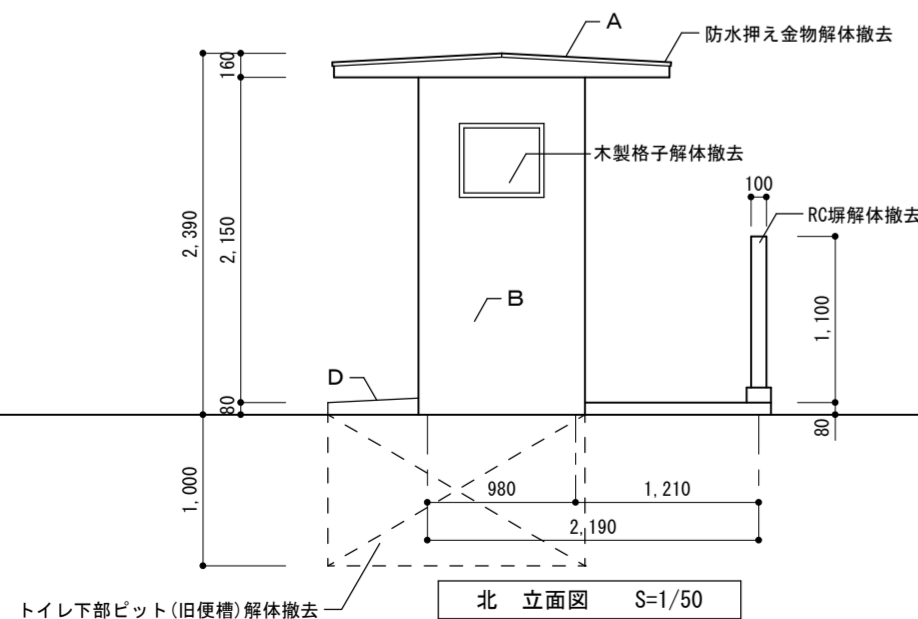 A
防水押え金物解体撤去
160
木製格子解体撤去
100
RC塀解体撤去
2,390
2,150
B
1,100
D
80
80
1,000
980
1,210
2,190
トイレ下部ピット(旧便槽)解体撤去
北 立面図 S=1/50